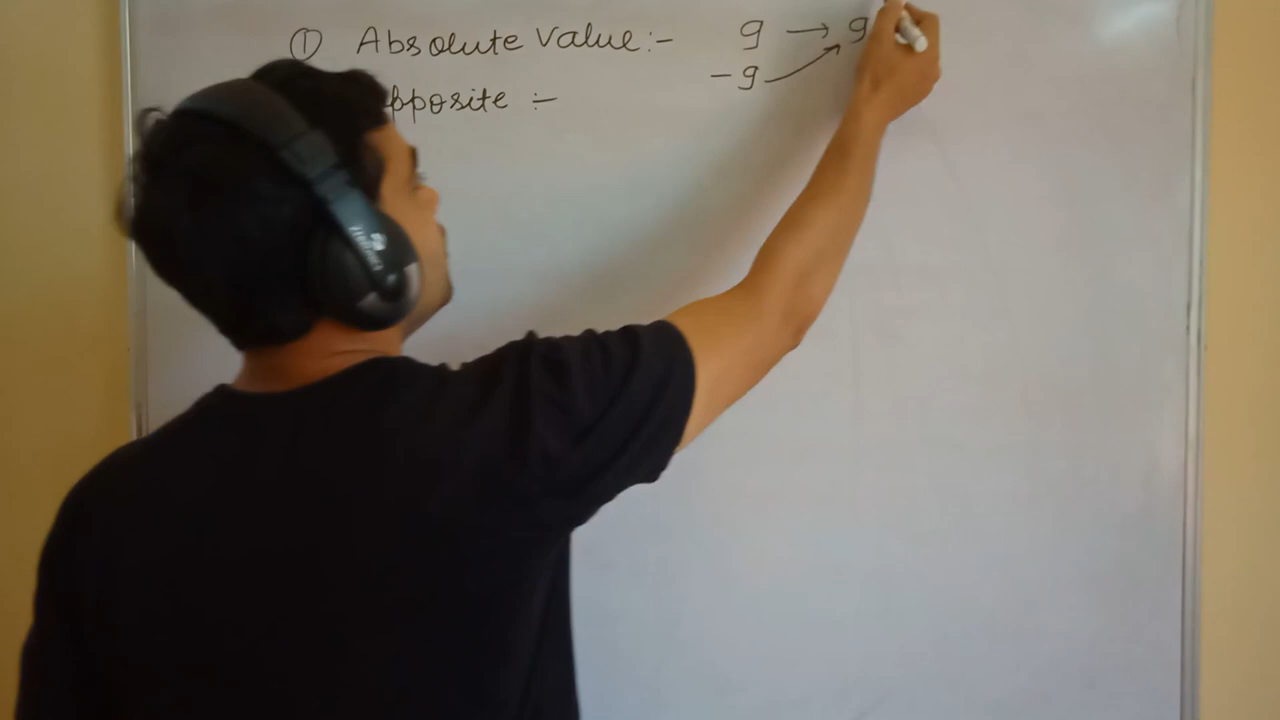 ① Absolute Value:- 9 → 9
-9
pposite :-